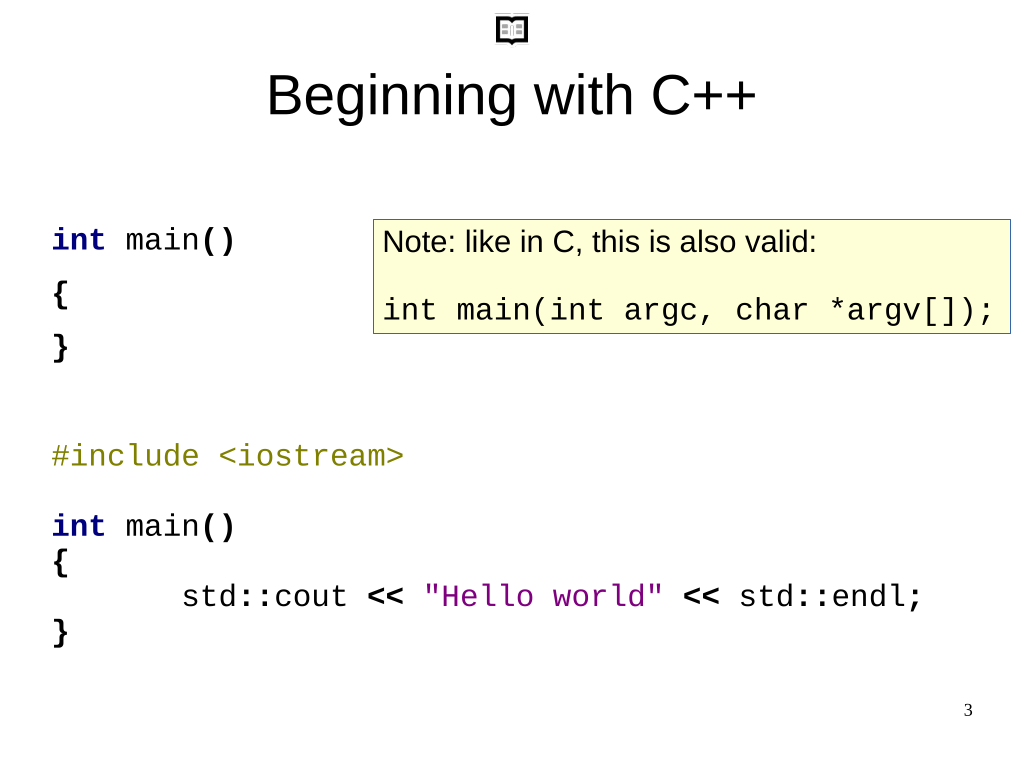 Beginning with C++
int main()
{
}
Note: like in C, this is also valid:
int main(int argc, char *argv[]);
#include <iostream>
int main()
{
std::cout << "Hello world" << std::endl;
}
3